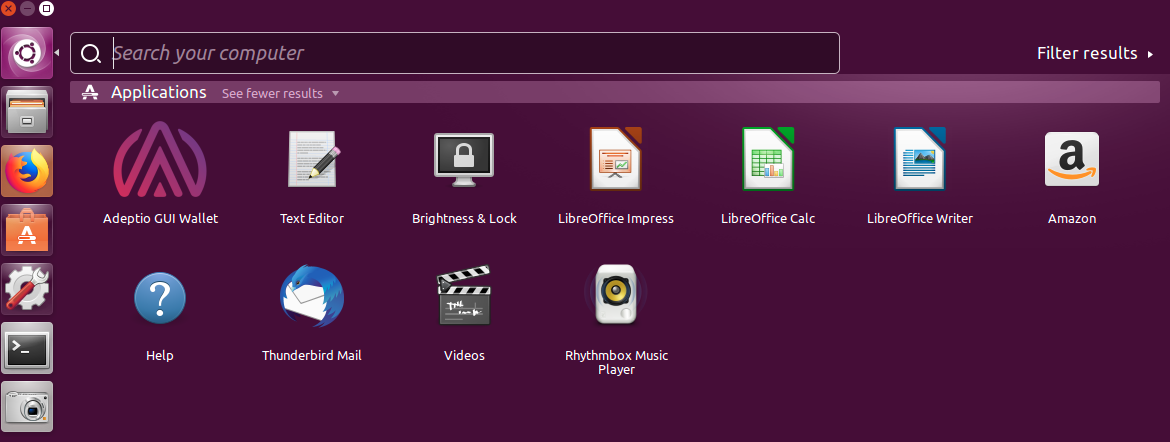 Search your computer
Filter results
Applications See fewer results
Adeptio GUI Wallet
Text Editor
Brightness & Lock
LibreOffice Impress
LibreOffice Calc
LibreOffice Writer
a
Amazon
?
Help
Thunderbird Mail
Videos
Rhythmbox Music
Player
>_